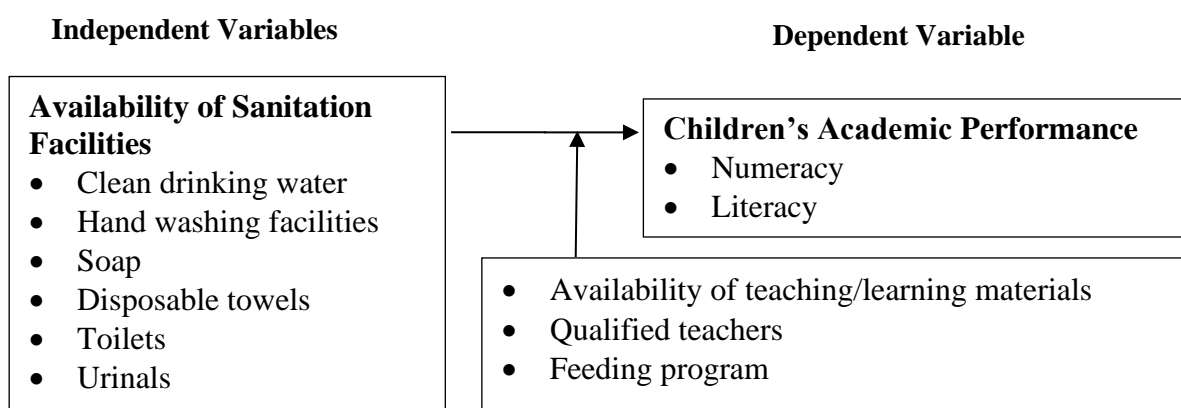 Independent Variables
Dependent Variable
Availability of Sanitation
Facilities
• Clean drinking water
• Hand washing facilities
• Soap
• Disposable towels
• Toilets
• Urinals
Children’s Academic Performance
• Numeracy
• Literacy
• Availability of teaching/learning materials
• Qualified teachers
• Feeding program